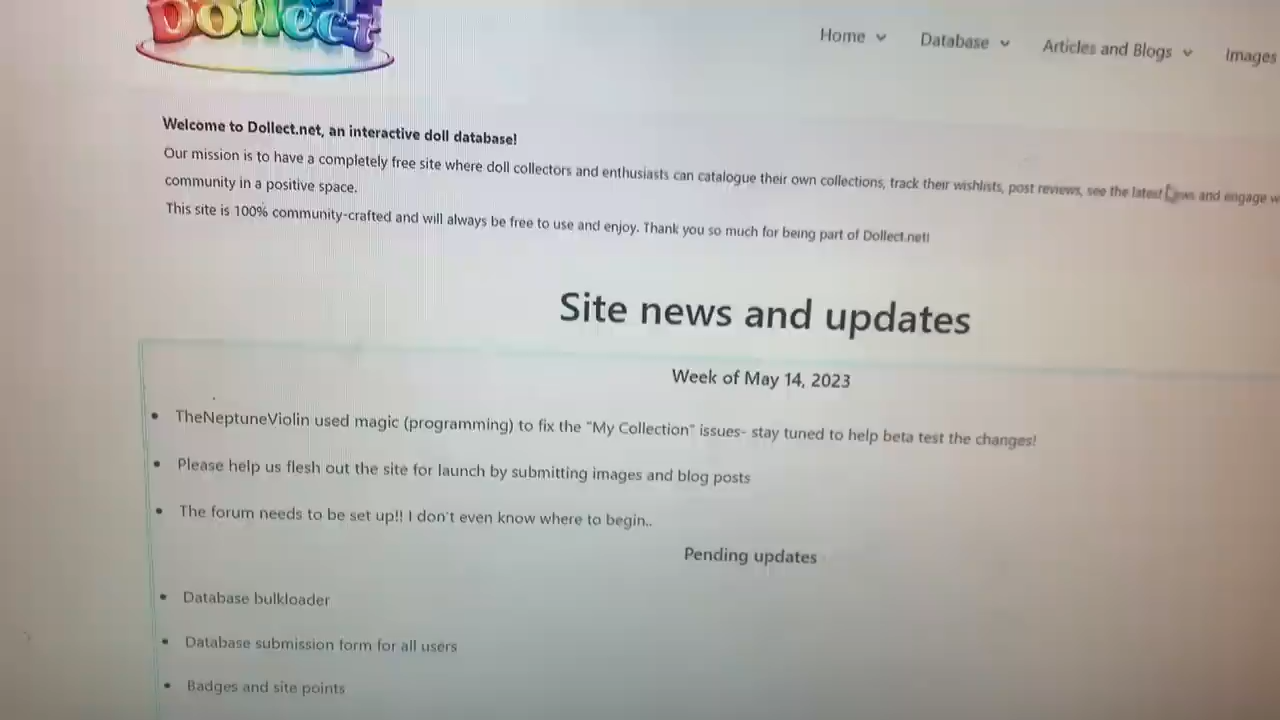 Dollect
Home Database Articles and Blogs Images
Welcome to Dollect.net, an interactive doll database!
Our mission is to have a completely free site where doll collectors and enthusiasts can catalogue their own collections, track their wishlists, post reviews, see the latest and engage
community in a positive space.
This site is 100% community-crafted and will always be free to use and enjoy. Thank you so much for being part of Dollect.net!
Site news and updates
Week of May 14, 2023
• TheNeptuneViolin used magic (programming) to fix the "My Collection" issues- stay tuned to help beta test the changes!
• Please help us flesh out the site for launch by submitting images and blog posts
• The forum needs to be set up!! I don't even know where to begin..
Pending updates
• Database bulkloader
• Database submission form for all users
• Badges and site points